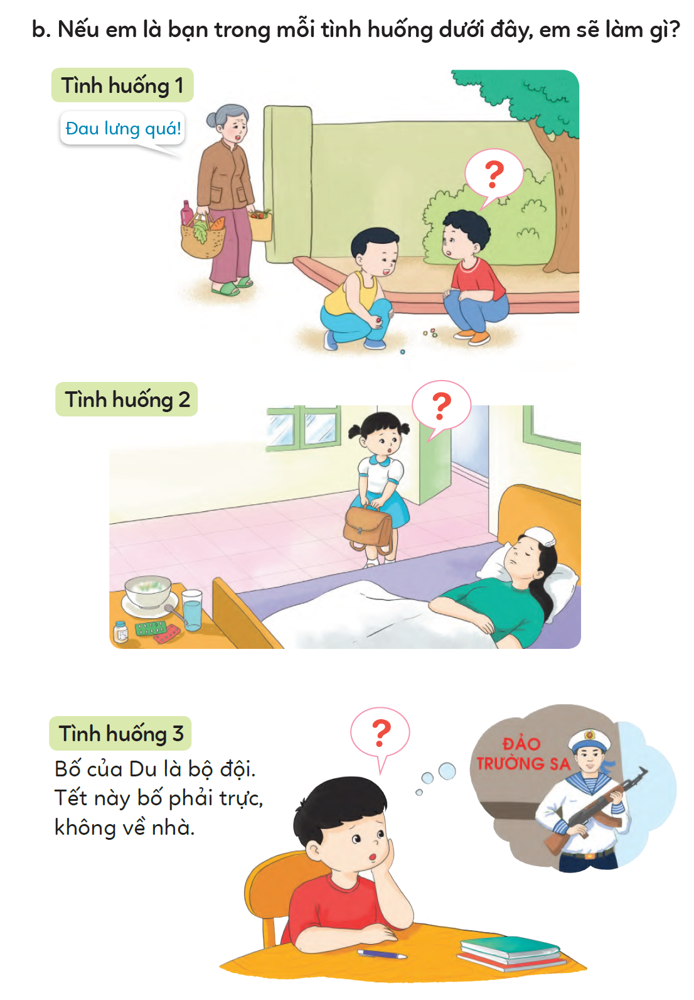 b. Nếu em là bạn trong mỗi tình huống dưới đây, em sẽ làm gì?
Tình huống 1
Đau lưng quá!
?
Tình huống 2
?
Tình huống 3
Bố của Du là bộ đội.
Tết này bố phải trực,
không về nhà.
?
ĐẢO
TRƯỜNG SA